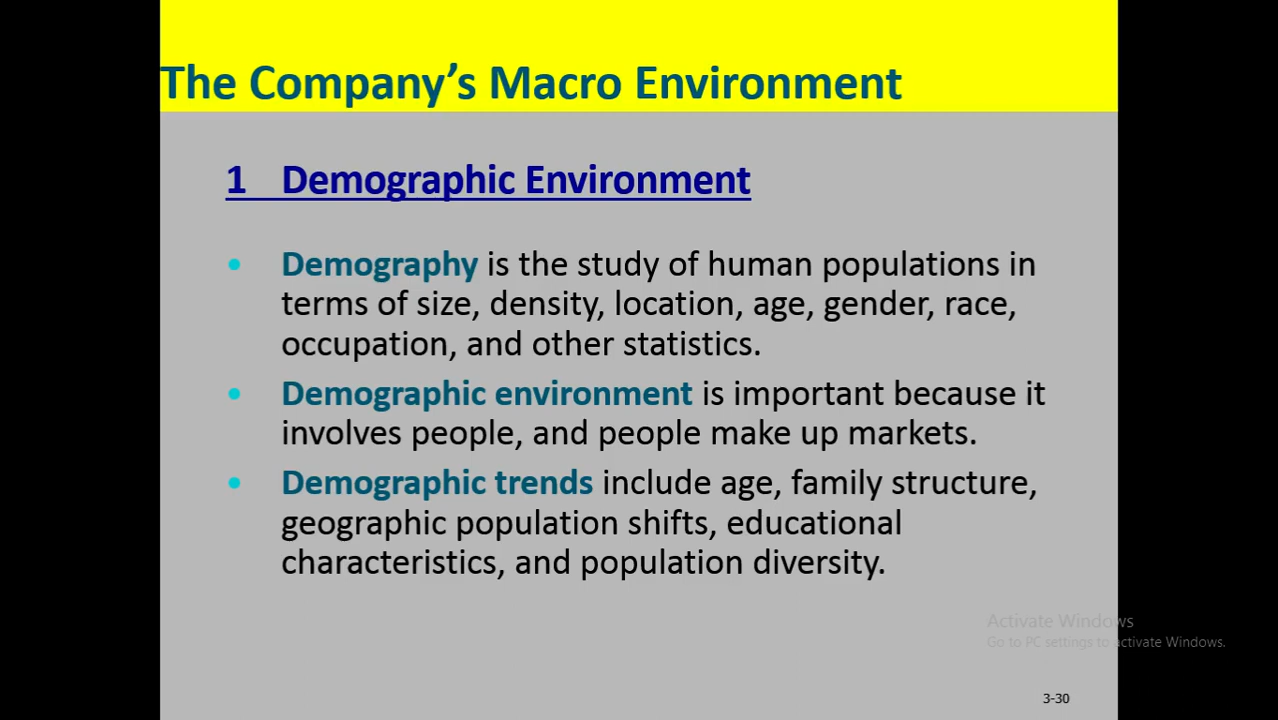 The Company's Macro Environment
1 Demographic Environment
• Demography is the study of human populations in
terms of size, density, location, age, gender, race,
occupation, and other statistics.
• Demographic environment is important because it
involves people, and people make up markets.
• Demographic trends include age, family structure,
geographic population shifts, educational
characteristics, and population diversity.
Activate Windows
Go to PC settings to activate Windows.
3-30